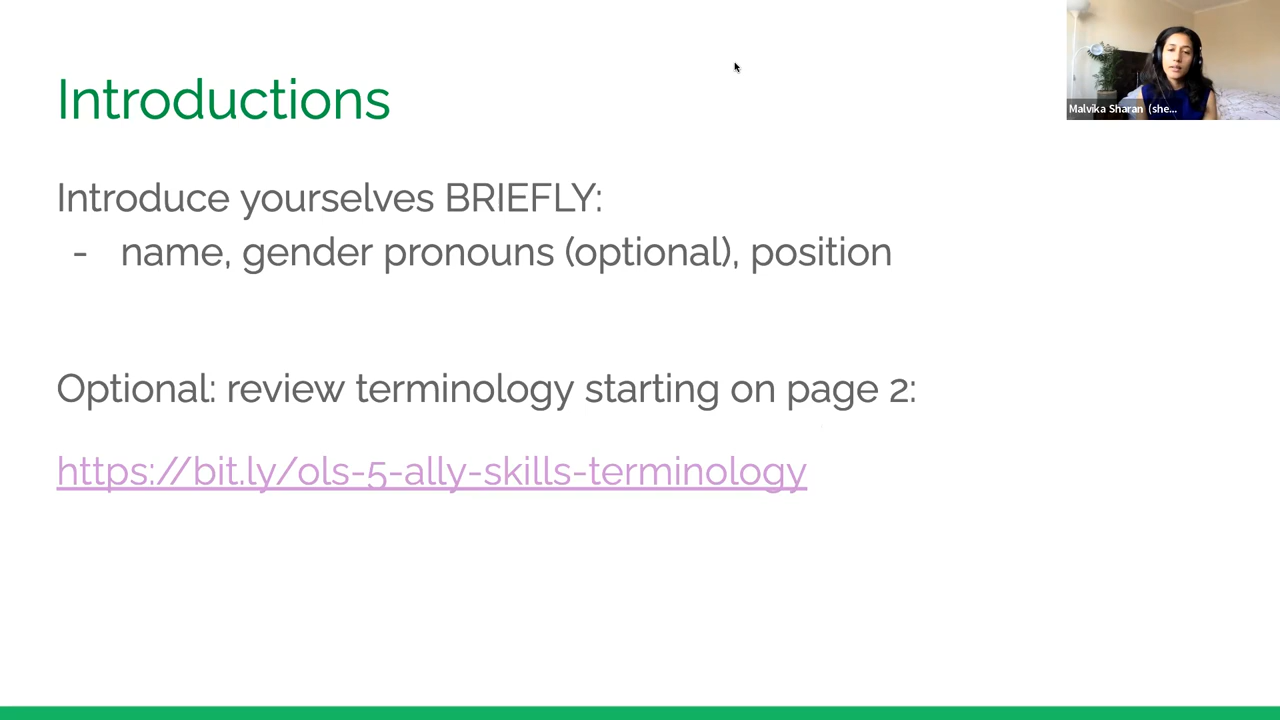 Introductions
Malvika Sharan (she...
Introduce yourselves BRIEFLY:
- name, gender pronouns (optional), position
Optional: review terminology starting on page 2:
https://bit.ly/ols-5-ally-skills-terminology